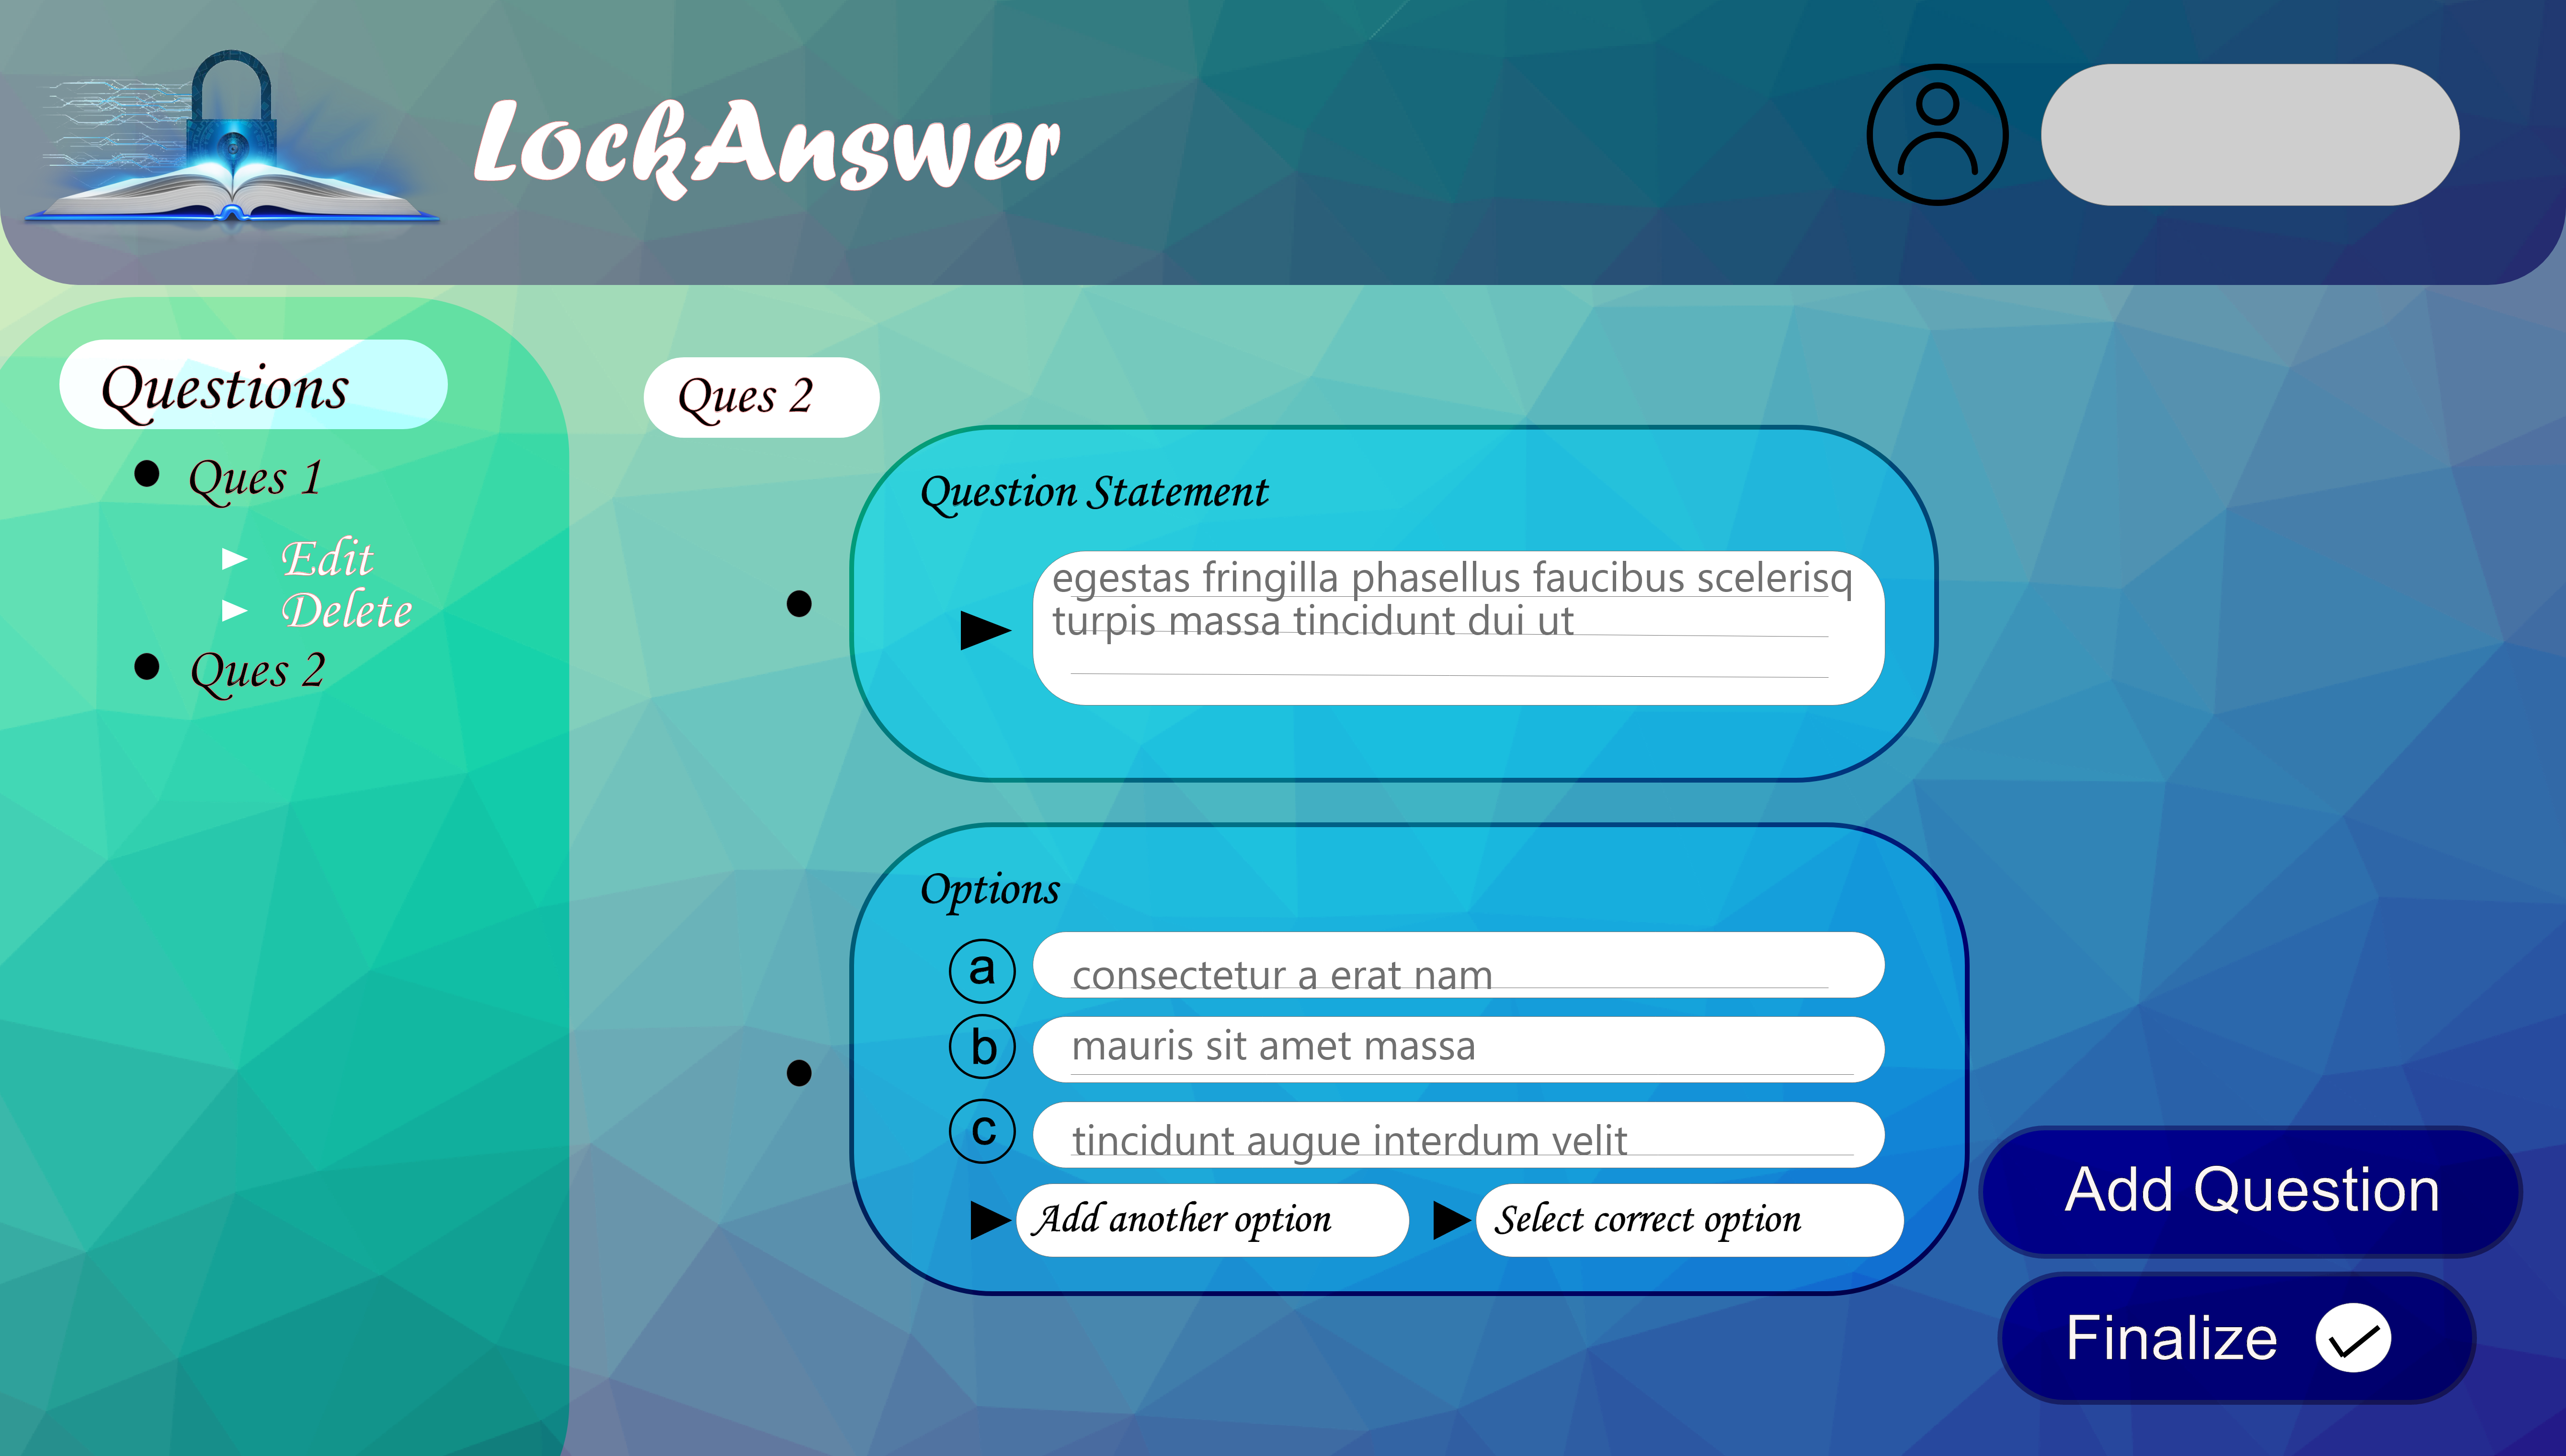 LockAnswer
Questions
Ques 1
Edit
Delete
Ques 2
Ques 2
Question Statement
egestas fringilla phasellus faucibus scelerisq
turpis massa tincidunt dui ut
Options
a consectetur a erat nam
b mauris sit amet massa
c tincidunt augue interdum velit
Add another option Select correct option
Add Question
Finalize